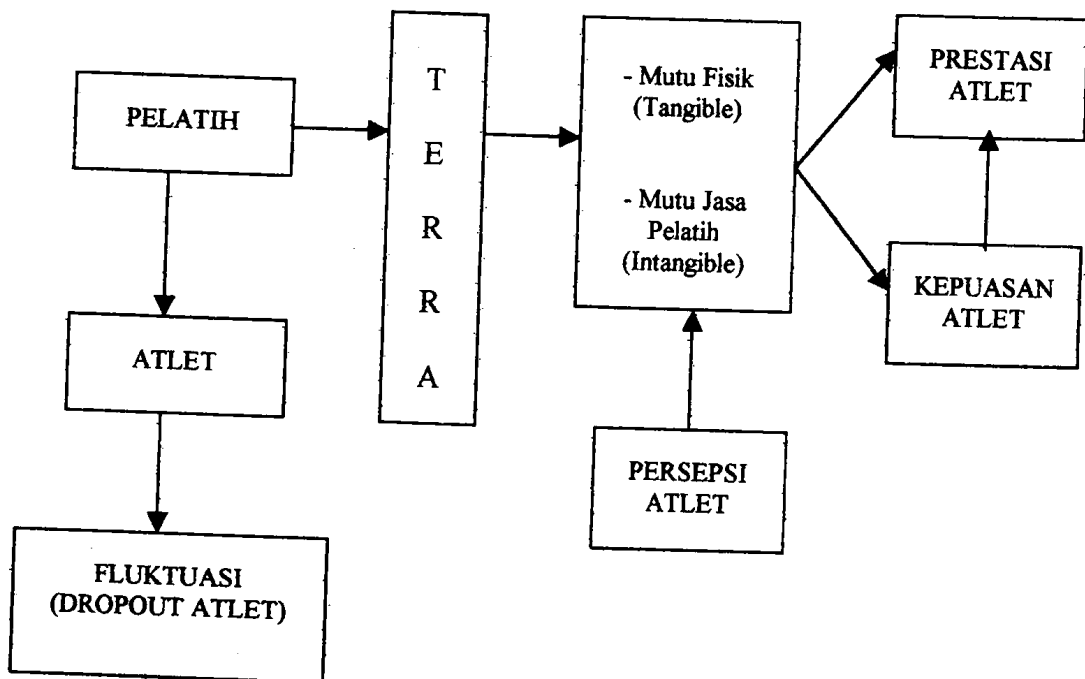 PELATIH
ATLET
FLUKTUASI
(DROPOUT ATLET)
T
E
R
R
A
- Mutu Fisik
(Tangible)
- Mutu Jasa
Pelatih
(Intangible)
PERSEPSI
ATLET
PRESTASI
ATLET
KEPUASAN
ATLET